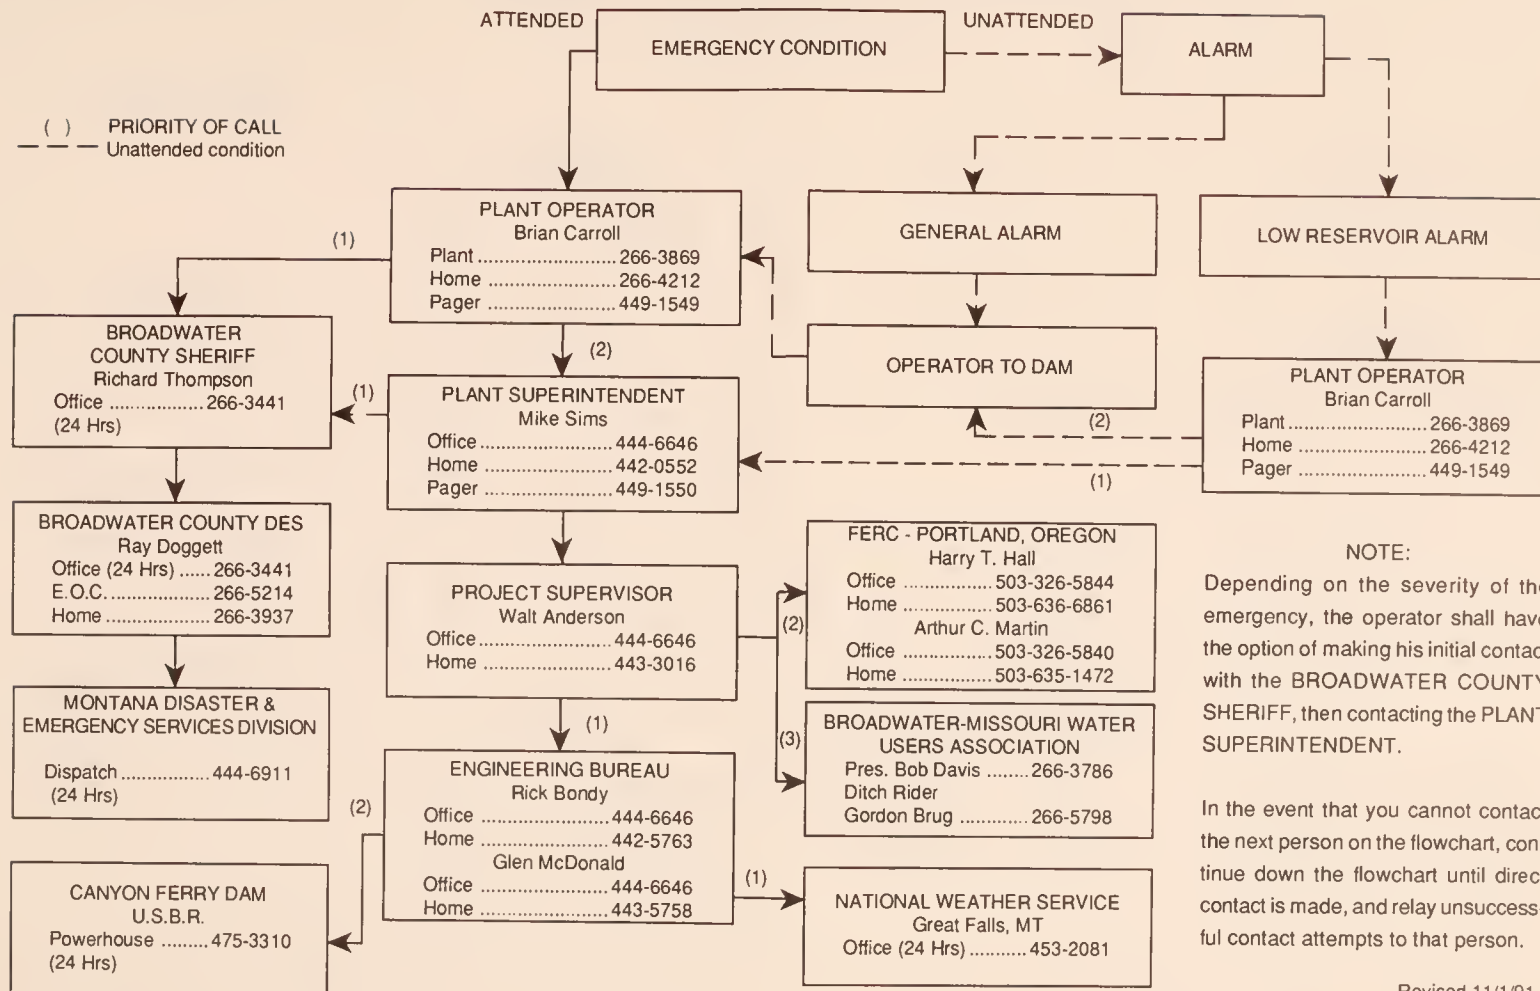 ATTENDED
EMERGENCY CONDITION
UNATTENDED
ALARM
( ) PRIORITY OF CALL
Unattended condition
PLANT OPERATOR
Brian Carroll
Plant .................... 266-3869
Home .................... 266-4212
Pager .................... 449-1549
(1)
GENERAL ALARM
LOW RESERVOIR ALARM
BROADWATER
COUNTY SHERIFF
Richard Thompson
Office ................. 266-3441
(24 Hrs)
(2)
(1)
PLANT SUPERINTENDENT
Mike Sims
Office ...................... 444-6646
Home ...................... 442-0552
Pager ...................... 449-1550
OPERATOR TO DAM
PLANT OPERATOR
Brian Carroll
Plant .......................... 266-3869
Home .......................... 266-4212
Pager .......................... 449-1549
(2)
(1)
BROADWATER COUNTY DES
Ray Doggett
Office (24 Hrs) ...... 266-3441
E.O.C. .................. 266-5214
Home .................. 266-3937
PROJECT SUPERVISOR
Walt Anderson
Office ....................... 444-6646
Home ....................... 443-3016
(2)
FERC - PORTLAND, OREGON
Harry T. Hall
Office ............... 503-326-5844
Home ............... 503-636-6861
Arthur C. Martin
Office ............... 503-326-5840
Home ............... 503-635-1472
MONTANA DISASTER &
EMERGENCY SERVICES DIVISION
Dispatch ............... 444-6911
(24 Hrs)
(1)
(3)
BROADWATER-MISSOURI WATER
USERS ASSOCIATION
Pres. Bob Davis ........ 266-3786
Ditch Rider
Gordon Brug ............ 266-5798
ENGINEERING BUREAU
Rick Bondy
Office ....................... 444-6646
Home ....................... 442-5763
Glen McDonald
Office ....................... 444-6646
Home ....................... 443-5758
(2)
(1)
CANYON FERRY DAM
U.S.B.R.
Powerhouse ......... 475-3310
(24 Hrs)
NATIONAL WEATHER SERVICE
Great Falls, MT
Office (24 Hrs) ........... 453-2081
NOTE:
Depending on the severity of the
emergency, the operator shall have
the option of making his initial contac
with the BROADWATER COUNTY
SHERIFF, then contacting the PLANT
SUPERINTENDENT.
In the event that you cannot contac
the next person on the flowchart, con
tinue down the flowchart until direc
contact is made, and relay unsuccess
ful contact attempts to that person.
Revised 11/1/91